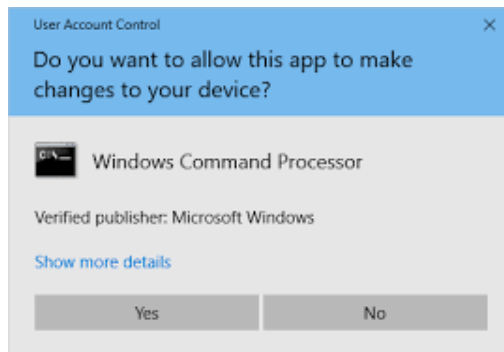 User Account Control
Do you want to allow this app to make
changes to your device?
C:\_
Windows Command Processor
Verified publisher: Microsoft Windows
Show more details
Yes No